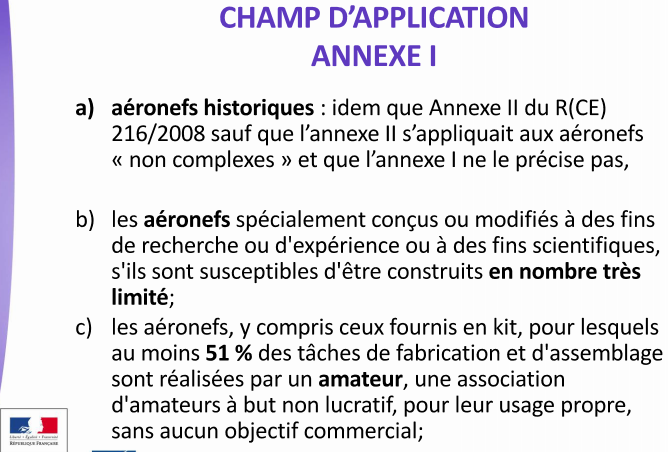 CHAMP D’APPLICATION
ANNEXE I
a) aéronefs historiques : idem que Annexe II du R(CE)
216/2008 sauf que l’annexe II s’appliquait aux aéronefs
« non complexes » et que l’annexe I ne le précise pas,
b) les aéronefs spécialement conçus ou modifiés à des fins
de recherche ou d'expérience ou à des fins scientifiques,
s'ils sont susceptibles d'être construits en nombre très
limité;
c) les aéronefs, y compris ceux fournis en kit, pour lesquels
au moins 51 % des tâches de fabrication et d'assemblage
sont réalisées par un amateur, une association
d'amateurs à but non lucratif, pour leur usage propre,
sans aucun objectif commercial;
Liberté • Égalité • Fraternité
RÉPUBLIQUE FRANÇAISE